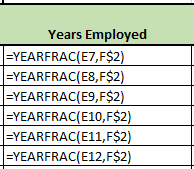 Years Employed
=YEARFRAC(E7,F$2)
=YEARFRAC(E8,F$2)
=YEARFRAC(E9,F$2)
=YEARFRAC(E10,F$2)
=YEARFRAC(E11,F$2)
=YEARFRAC(E12,F$2)